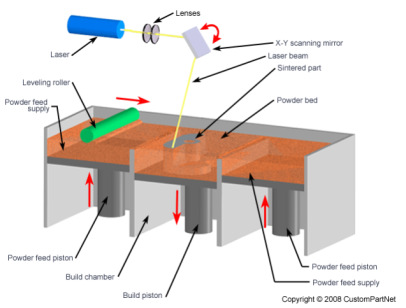 Lenses
Laser
X-Y scanning mirror
Laser beam
Sintered part
Leveling roller
Powder feed
supply
Powder bed
Powder feed piston
Build chamber
Build piston
Powder feed piston
Powder feed supply
Copyright © 2008 CustomPartNet